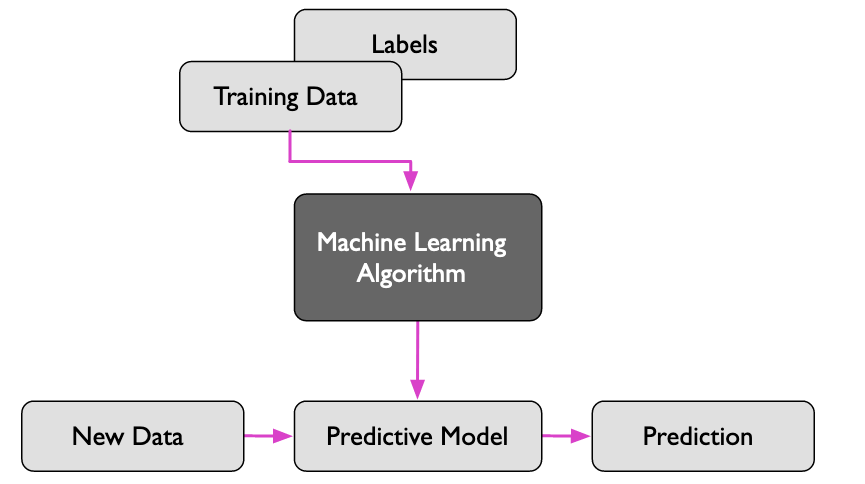 Labels
Training Data
Machine Learning
Algorithm
New Data
Predictive Model
Prediction